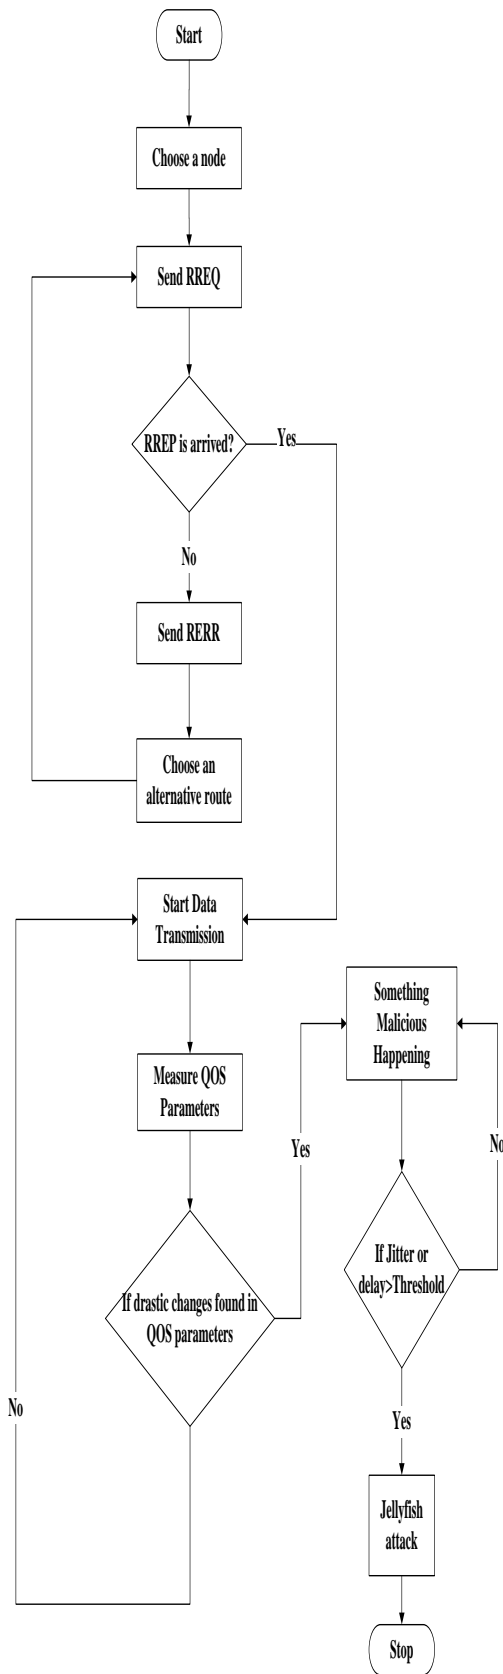 Start
Choose a node
Send RREQ
RREP is arrived?
Yes
No
Send RERR
Choose an
alternative route
Start Data
Transmission
Measure QOS
Parameters
If drastic changes found in
QOS parameters
No
Yes
Something
Malicious
Happening
No
If Jitter or
delay>Threshold
Yes
Jellyfish
attack
Stop